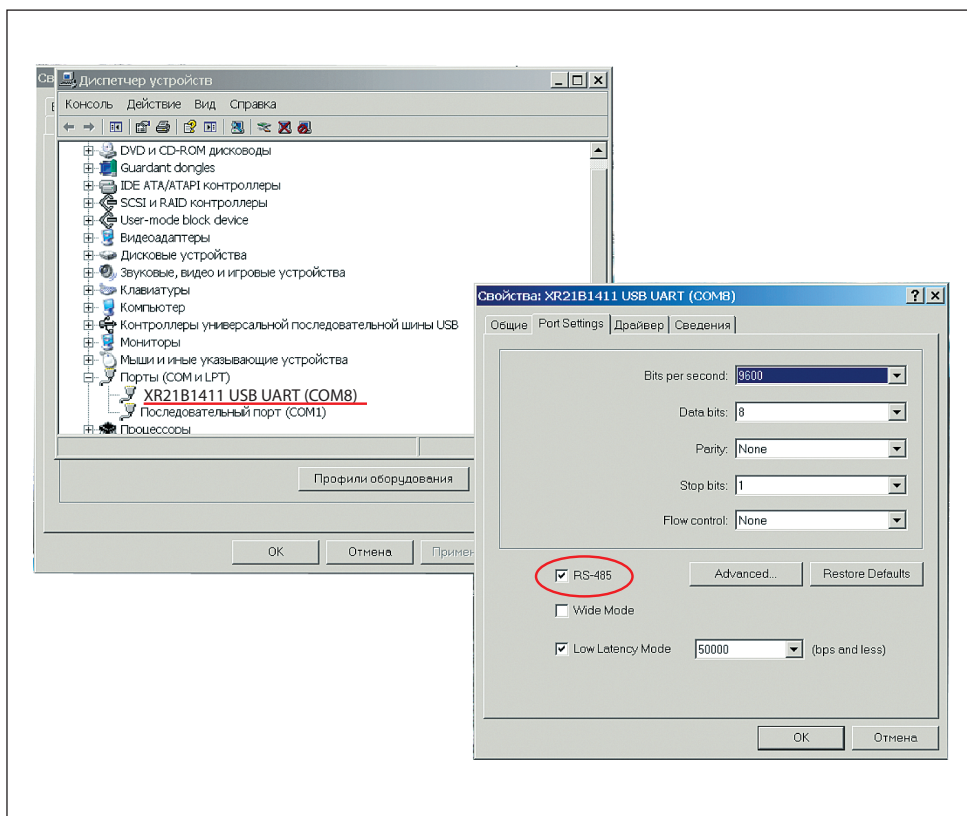 Св
Диспетчер устройств
Консоль Действие Вид Справка
DVD и CD-ROM дисководы
Guardant dongles
IDE ATA/ATAPI контроллеры
SCSI и RAID контроллеры
User-mode block device
Видеоадаптеры
Дисковые устройства
Звуковые, видео и игровые устройства
Клавиатуры
Компьютер
Контроллеры универсальной последовательной шины USB
Мониторы
Мыши и иные указывающие устройства
Порты (COM и LPT)
XR21B1411 USB UART (COM8)
Последовательный порт (COM1)
Процессоры
Профили оборудования
OK Отмена Примен
Свойства: XR21B1411 USB UART (COM8)
Общие Port Settings Драйвер Сведения
Bits per second: 9600
Data bits: 8
Parity: None
Stop bits: 1
Flow control: None
RS-485 Advanced... Restore Defaults
Wide Mode
Low Latency Mode 50000 (bps and less)
OK Отмена